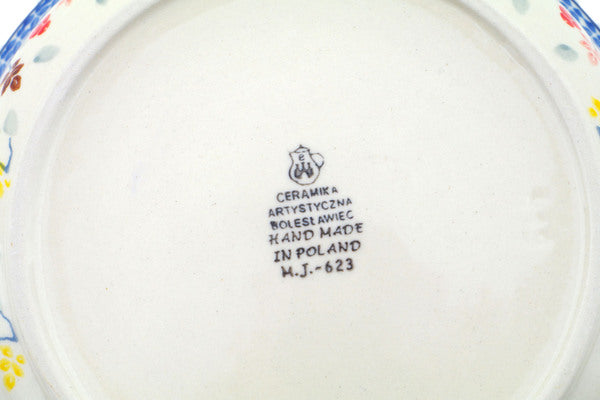 e
CERAMIKA
ARTYSTYCZNA
BOLESŁAWIEC
HAND MADE
IN POLAND
M.J.-623